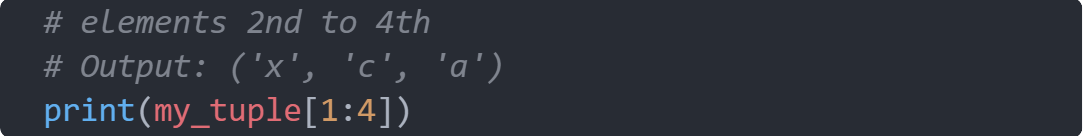 # elements 2nd to 4th
# Output: ('x', 'c', 'a')
print(my_tuple[1:4])